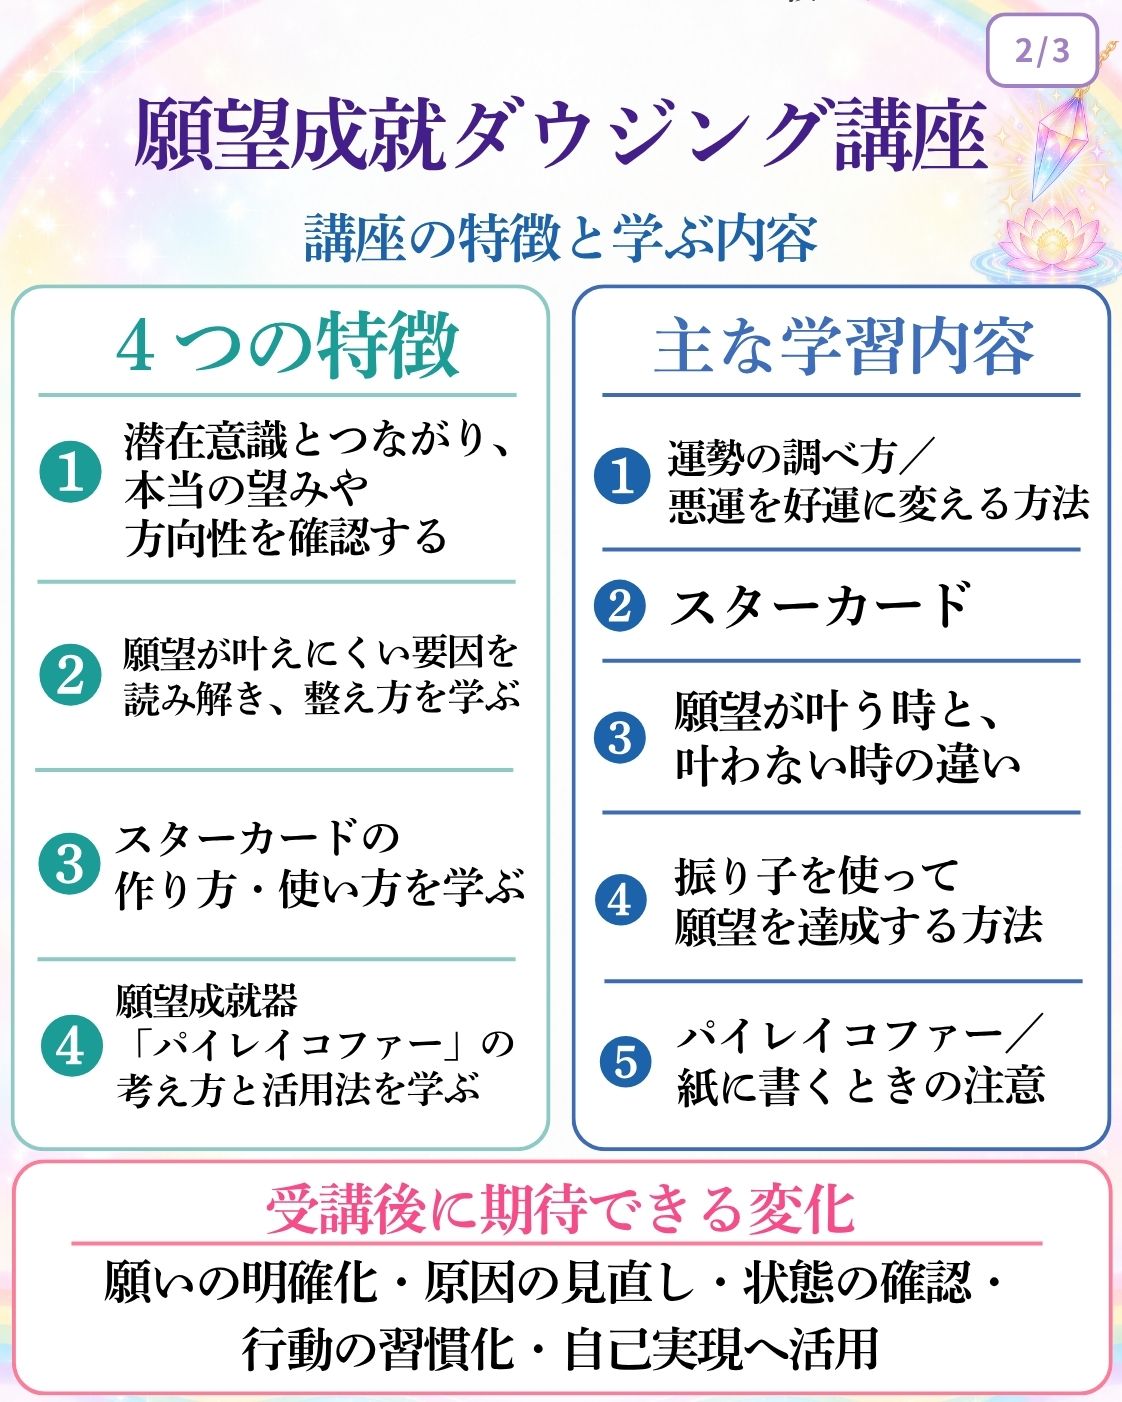 2/3
願望成就ダウジング講座
講座の特徴と学ぶ内容
4つの特徴
1 潜在意識とつながり、
本当の望みや
方向性を確認する
2 願望が叶えにくい要因を
読み解き、整え方を学ぶ
3 スターカードの
作り方・使い方を学ぶ
4 願望成就器
「パイレイコファー」の
考え方と活用法を学ぶ
主な学習内容
1 運勢の調べ方／
悪運を好運に変える方法
2 スターカード
3 願望が叶う時と、
叶わない時の違い
4 振り子を使って
願望を達成する方法
5 パイレイコファー／
紙に書くときの注意
受講後に期待できる変化
願いの明確化・原因の見直し・状態の確認・
行動の習慣化・自己実現へ活用